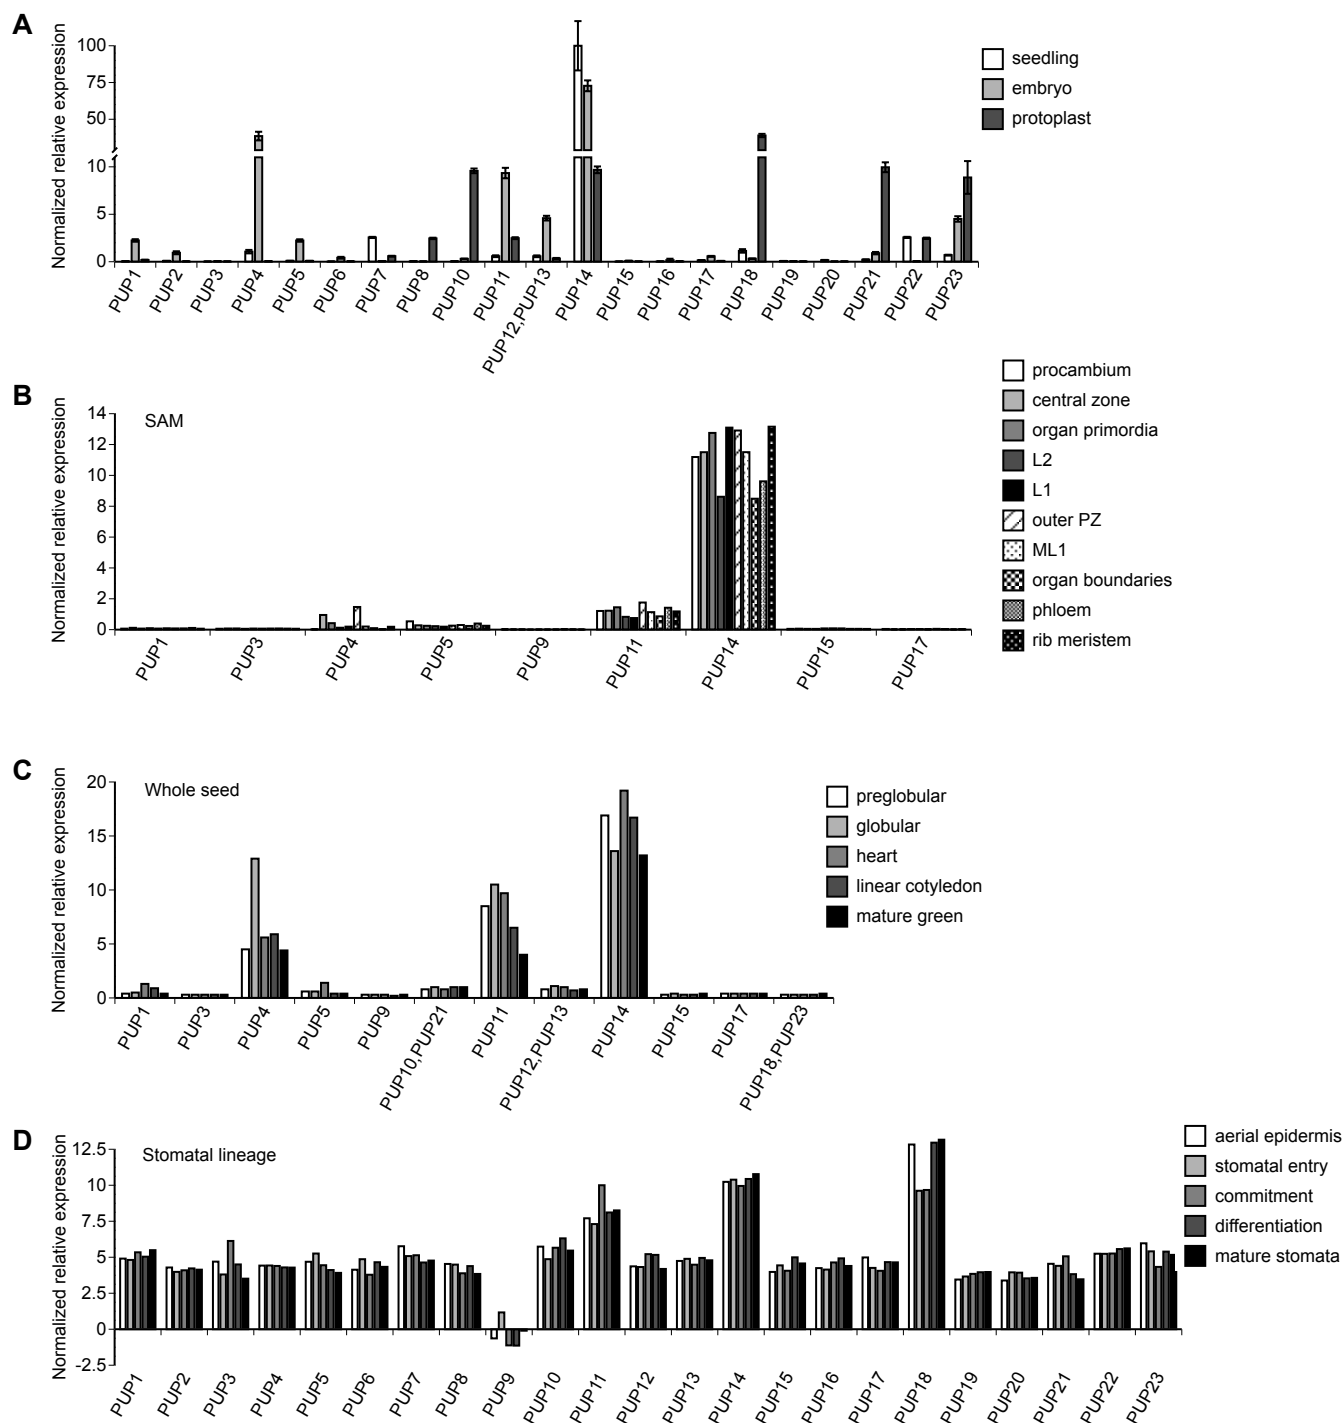 A
Normalized relative expression
100
75
50
10
5
0
PUP1
PUP2
PUP3
PUP4
PUP5
PUP6
PUP7
PUP8
PUP10
PUP11
PUP12,PUP13
PUP14
PUP15
PUP16
PUP17
PUP18
PUP19
PUP20
PUP21
PUP22
PUP23
seedling
embryo
protoplast
B
SAM
Normalized relative expression
14
12
10
8
6
4
2
0
PUP1
PUP3
PUP4
PUP5
PUP9
PUP11
PUP14
PUP15
PUP17
procambium
central zone
organ primordia
L2
L1
outer PZ
ML1
organ boundaries
phloem
rib meristem
C
Whole seed
Normalized relative expression
20
15
10
5
0
PUP1
PUP3
PUP4
PUP5
PUP9
PUP10,PUP21
PUP11
PUP12,PUP13
PUP14
PUP15
PUP17
PUP18,PUP23
preglobular
globular
heart
linear cotyledon
mature green
D
Stomatal lineage
Normalized relative expression
12.5
10
7.5
5
2.5
0
-2.5
PUP1
PUP2
PUP3
PUP4
PUP5
PUP6
PUP7
PUP8
PUP9
PUP10
PUP11
PUP12
PUP13
PUP14
PUP15
PUP16
PUP17
PUP18
PUP19
PUP20
PUP21
PUP22
PUP23
aerial epidermis
stomatal entry
commitment
differentiation
mature stomata